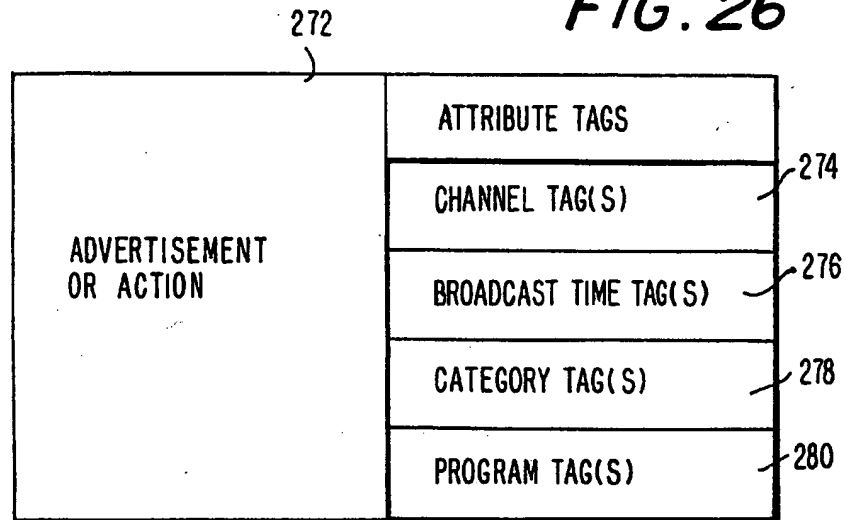 FIG. 26
272
ATTRIBUTE TAGS
274
CHANNEL TAG(S)
ADVERTISEMENT
OR ACTION
276
BROADCAST TIME TAG(S)
278
CATEGORY TAG(S)
280
PROGRAM TAG(S)